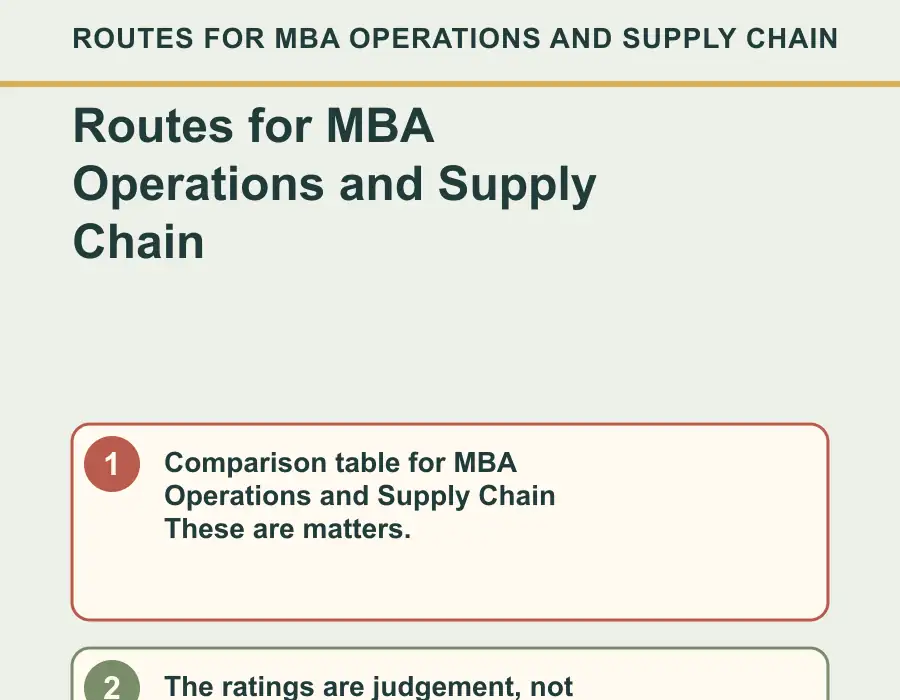 ROUTES FOR MBA OPERATIONS AND SUPPLY CHAIN
Routes for MBA
Operations and Supply
Chain
1
Comparison table for MBA
Operations and Supply Chain
These are matters.
2
The ratings are judgement, not